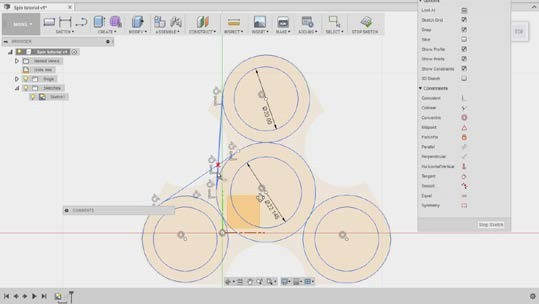 Spin tutorial v1*
MODEL
SKETCH
CREATE
MODIFY
ASSEMBLE
CONSTRUCT
INSPECT
INSERT
MAKE
ADD-INS
SELECT
STOP SKETCH
BROWSER
Spin tutorial v1
Named Views
Units: mm
Origin
Sketches
Sketch1
Options
Look At
Sketch Grid
Snap
Slice
Show Profile
Show Points
Show Constraints
3D Sketch
Constraints
Coincident
Collinear
Concentric
Midpoint
Fix/UnFix
Parallel
Perpendicular
Horizontal/Vertical
Tangent
Smooth
Equal
Symmetry
Stop Sketch
TOP
Ø20.00
Ø22.148
COMMENTS